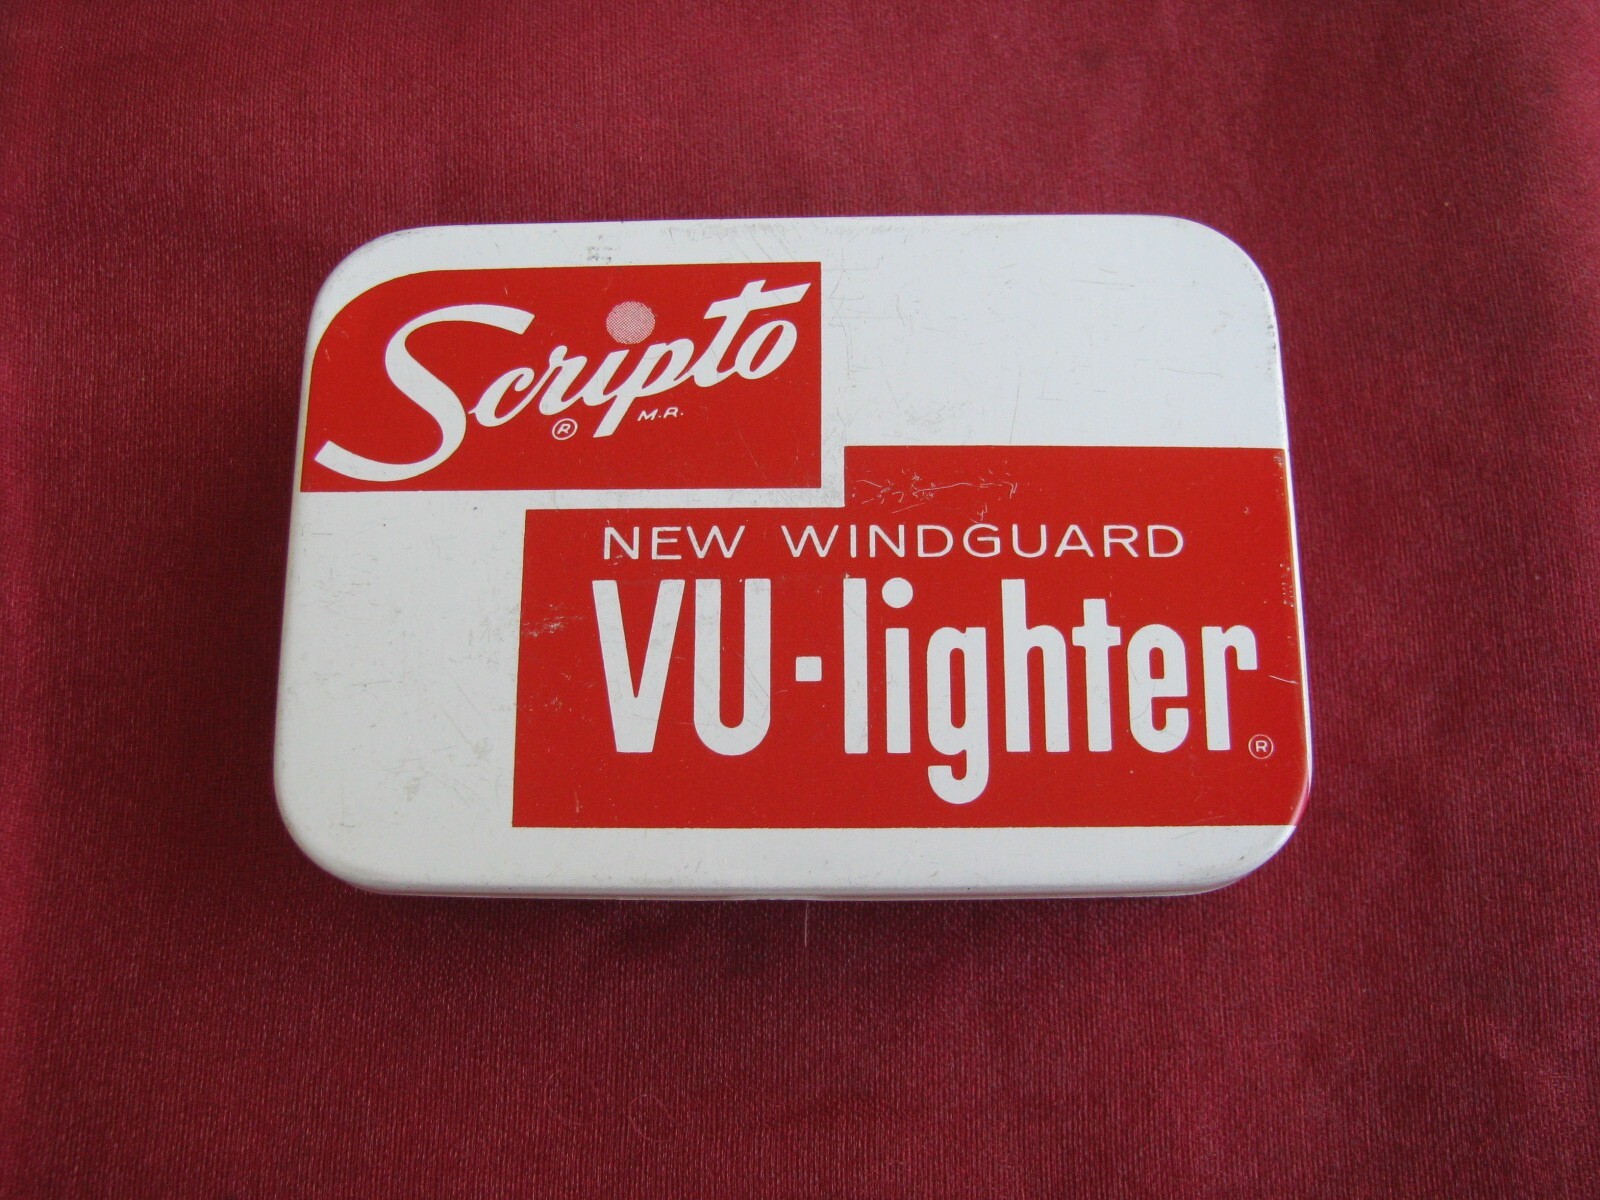 Scripto
® M.R.
NEW WINDGUARD
VU-lighter®